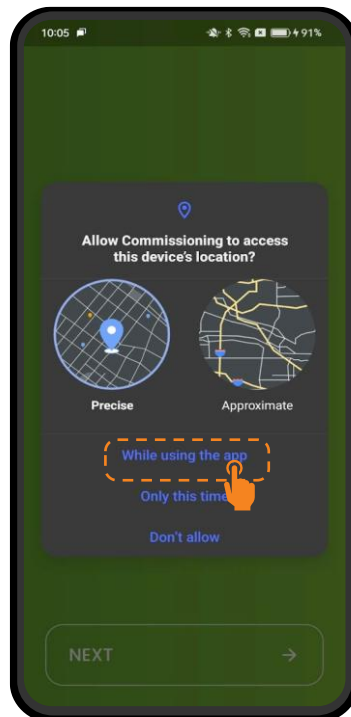 10:05 91%
Allow Commissioning to access
this device's location?
Precise Approximate
While using the app
Only this time
Don't allow
NEXT